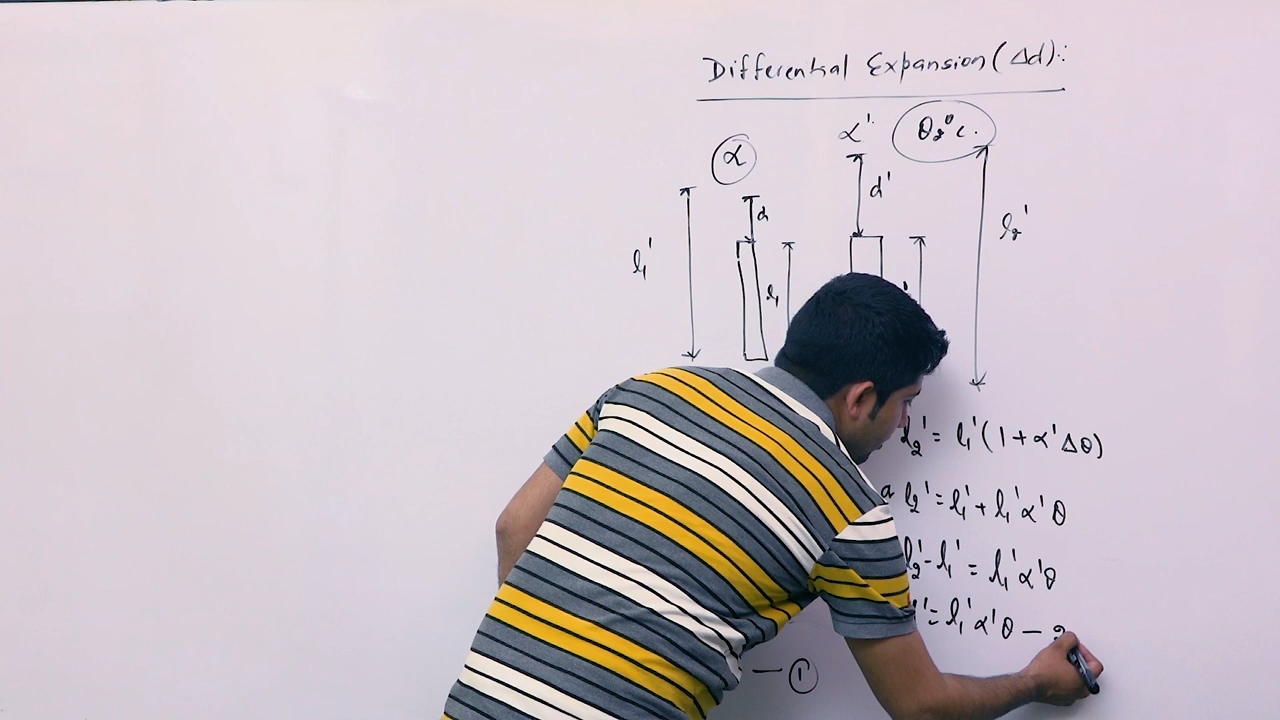 Differential Expansion (Δd):
α
α'
θ₂°c.
d
d'
l₁'
l₁
l₂'
l₂' = l₁'(1 + α'Δθ)
l₂' = l₁' + l₁'α'θ
l₂' - l₁' = l₁'α'θ
' = l₁'α'θ —
— ①